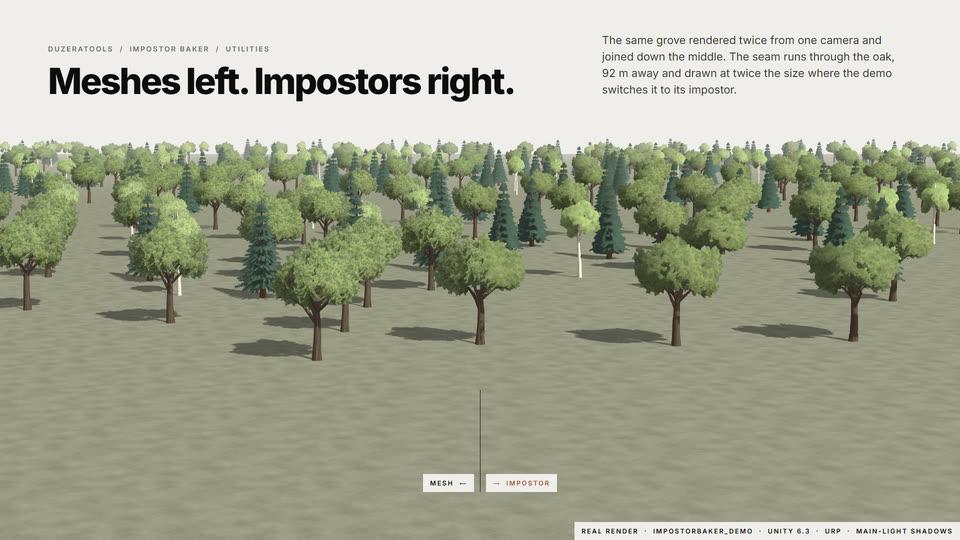 DUZERATOOLS / IMPOSTOR BAKER / UTILITIES
Meshes left. Impostors right.
The same grove rendered twice from one camera and
joined down the middle. The seam runs through the oak,
92 m away and drawn at twice the size where the demo
switches it to its impostor.
MESH ←
→ IMPOSTOR
REAL RENDER · IMPOSTORBAKER_DEMO · UNITY 6.3 · URP · MAIN-LIGHT SHADOWS